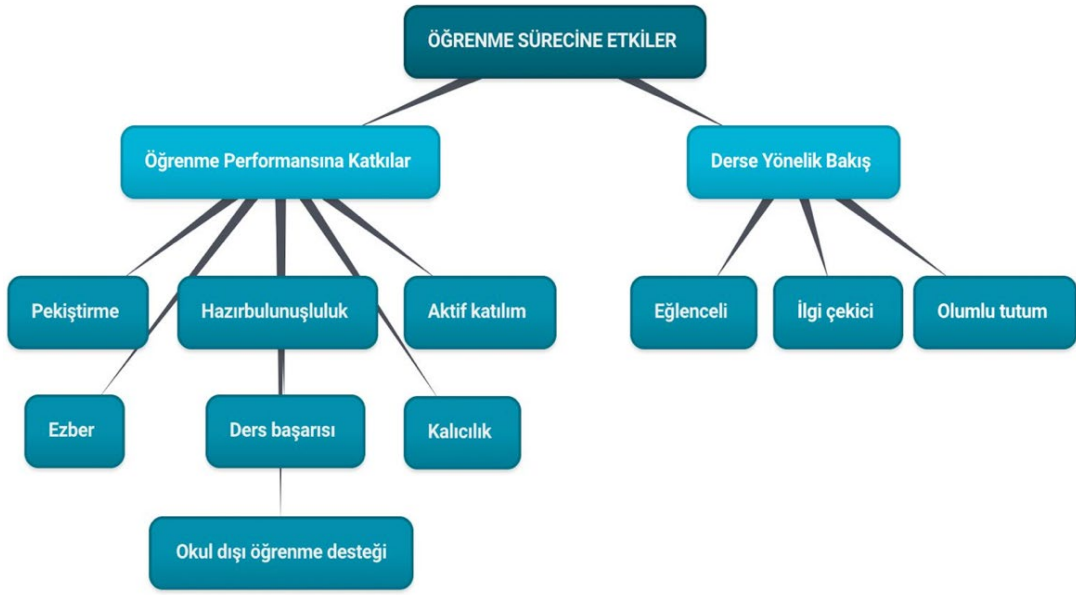 ÖĞRENME SÜRECİNE ETKİLER
Öğrenme Performansına Katkılar
Derse Yönelik Bakış
Pekiştirme
Hazırbulunuşluluk
Aktif katılım
Eğlenceli
İlgi çekici
Olumlu tutum
Ezber
Ders başarısı
Kalıcılık
Okul dışı öğrenme desteği